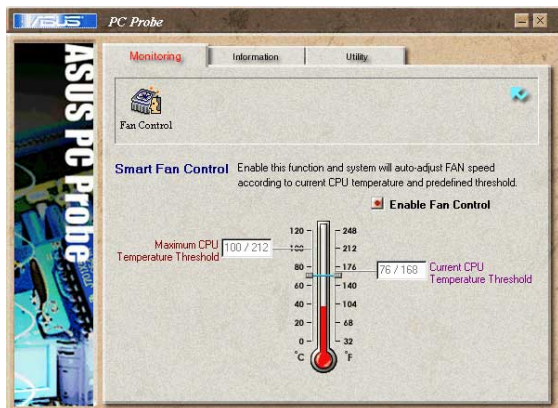 ASUS PC Probe
Monitoring Information Utility
ASUS PC Probe
Fan Control
Smart Fan Control Enable this function and system will auto-adjust FAN speed
according to current CPU temperature and predefined threshold.
Enable Fan Control
Maximum CPU
Temperature Threshold
100 / 212
120 248
100 212
80 176
60 140
40 104
20 68
0 32
°C °F
76 / 168
Current CPU
Temperature Threshold